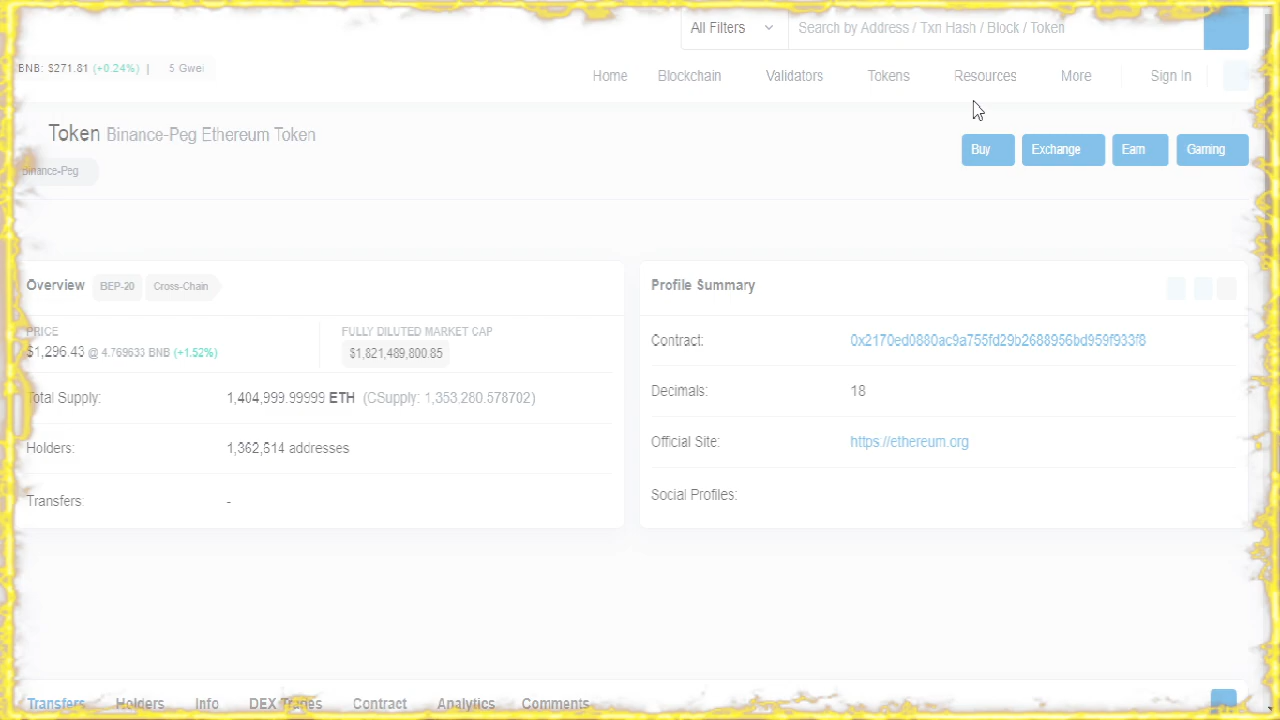 All Filters Search by Address / Txn Hash / Block / Token
BNB: $271.81 (+0.24%) | 5 Gwei
Home Blockchain Validators Tokens Resources More Sign In
Token Binance-Peg Ethereum Token
Buy Exchange Earn Gaming
Binance-Peg
Overview BEP-20 Cross-Chain
PRICE
$1,296.43 @ 4.769633 BNB (+1.52%)
FULLY DILUTED MARKET CAP
$1,821,489,800.85
Total Supply: 1,404,999.99999 ETH (CSupply: 1,353,280.578702)
Holders: 1,362,614 addresses
Transfers: -
Profile Summary
Contract: 0x2170ed0880ac9a755fd29b2688956bd959f933f8
Decimals: 18
Official Site: https://ethereum.org
Social Profiles:
Transfers Holders Info DEX Trades Contract Analytics Comments